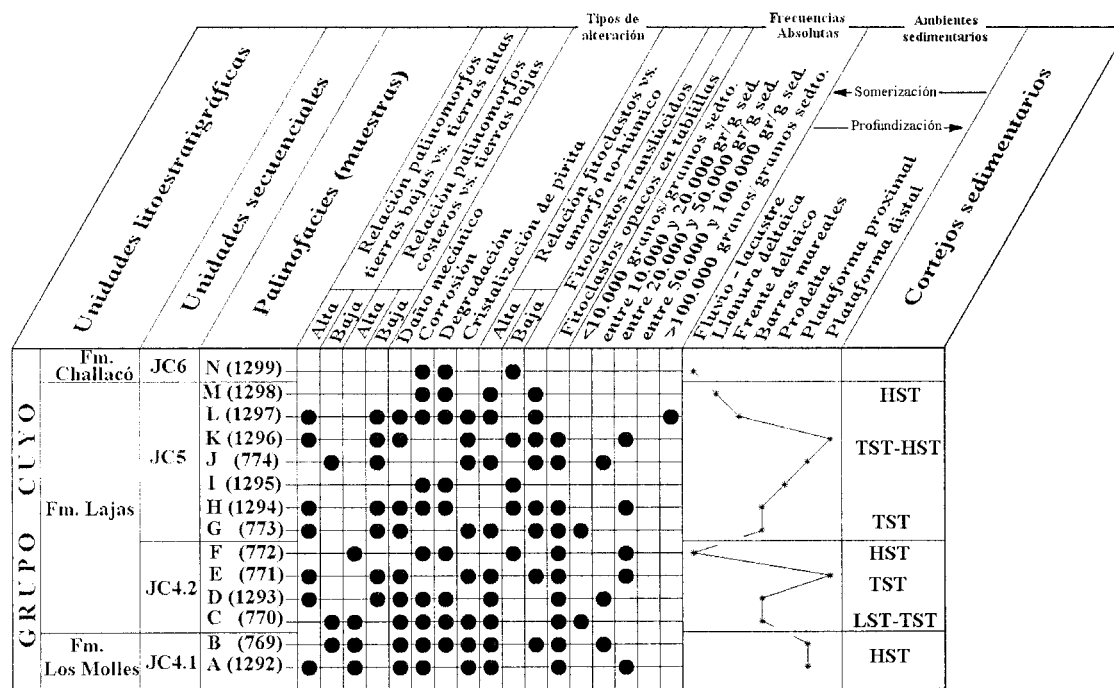 Tipos de
alteración
Frecuencias
Absolutas
Ambientes
sedimentarios
Unidades litoestratigráficas
Unidades secuenciales
Palinofacies (muestras)
Relación palinomorfos
tierras bajas vs. tierras altas
Relación palinomorfos
costeros vs. tierras bajas
Daño mecánico
Corrosión
Degradación
Cristalización de pirita
Relación fitoclastos vs.
amorfo no-húmico
Fitoclastos translúcidos
Fitoclastos opacos en tablillas
<10.000 granos/gramos sedto.
entre 10.000 y 20.000 gr/g sed.
entre 20.000 y 50.000 gr/g sed.
entre 50.000 y 100.000 gr/g sed.
>100.000 granos/gramos sedto.
Somerización
Profundización
Fluvio - lacustre
Llanura deltáica
Frente deltaico
Barras mareales
Prodelta
Plataforma proximal
Plataforma distal
Cortejos sedimentarios
Alta
Baja
Alta
Baja
Alta
Baja
GRUPO CUYO
Fm.
Challacó
JC6
N (1299)
M (1298)
HST
L (1297)
K (1296)
TST-HST
JC5
J (774)
I (1295)
Fm. Lajas
H (1294)
G (773)
TST
F (772)
HST
E (771)
TST
JC4.2
D (1293)
C (770)
LST-TST
Fm.
Los Molles
JC4.1
B (769)
HST
A (1292)